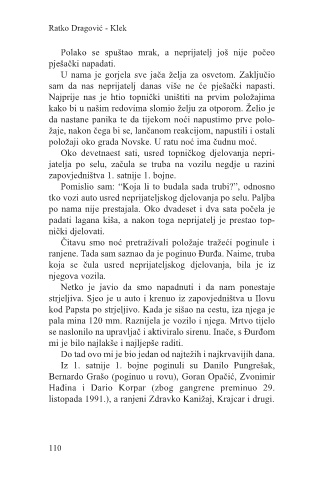 Ratko Dragović - Klek
Polako se spuštao mrak, a neprijatelj još nije počeo
pješački napadati.
U nama je gorjela sve jača želja za osvetom. Zaključio
sam da nas neprijatelj danas više ne će pješački napasti.
Najprije nas je htio topnički uništiti na prvim položajima
kako bi u našim redovima slomio želju za otporom. Želio je
da nastane panika te da tijekom noći napustimo prve polo-
žaje, nakon čega bi se, lančanom reakcijom, napustili i ostali
položaji oko grada Novske. U ratu noć ima čudnu moć.
Oko devetnaest sati, usred topničkog djelovanja nepri-
jatelja po selu, začula se truba na vozilu negdje u razini
zapovjedništva 1. satnije 1. bojne.
Pomislio sam: “Koja li to budala sada trubi?”, odnosno
tko vozi auto usred neprijateljskog djelovanja po selu. Paljba
po nama nije prestajala. Oko dvadeset i dva sata počela je
padati lagana kiša, a nakon toga neprijatelj je prestao top-
nički djelovati.
Čitavu smo noć pretraživali položaje tražeći poginule i
ranjene. Tada sam saznao da je poginuo Đurđa. Naime, truba
koja se čula usred neprijateljskog djelovanja, bila je iz
njegova vozila.
Netko je javio da smo napadnuti i da nam ponestaje
strjeljiva. Sjeo je u auto i krenuo iz zapovjedništva u Ilovu
kod Papsta po strjeljivo. Kada je sišao na cestu, iza njega je
pala mina 120 mm. Raznijela je vozilo i njega. Mrtvo tijelo
se naslonilo na upravljač i aktiviralo sirenu. Inače, s Đurđom
mi je bilo najlakše i najljepše raditi.
Do tad ovo mi je bio jedan od najtežih i najkrvavijih dana.
Iz 1. satnije 1. bojne poginuli su Danilo Pungrešak,
Bernardo Grašo (poginuo u rovu), Goran Opačić, Zvonimir
Hađina i Dario Korpar (zbog gangrene preminuo 29.
listopada 1991.), a ranjeni Zdravko Kanižaj, Krajcar i drugi.
110